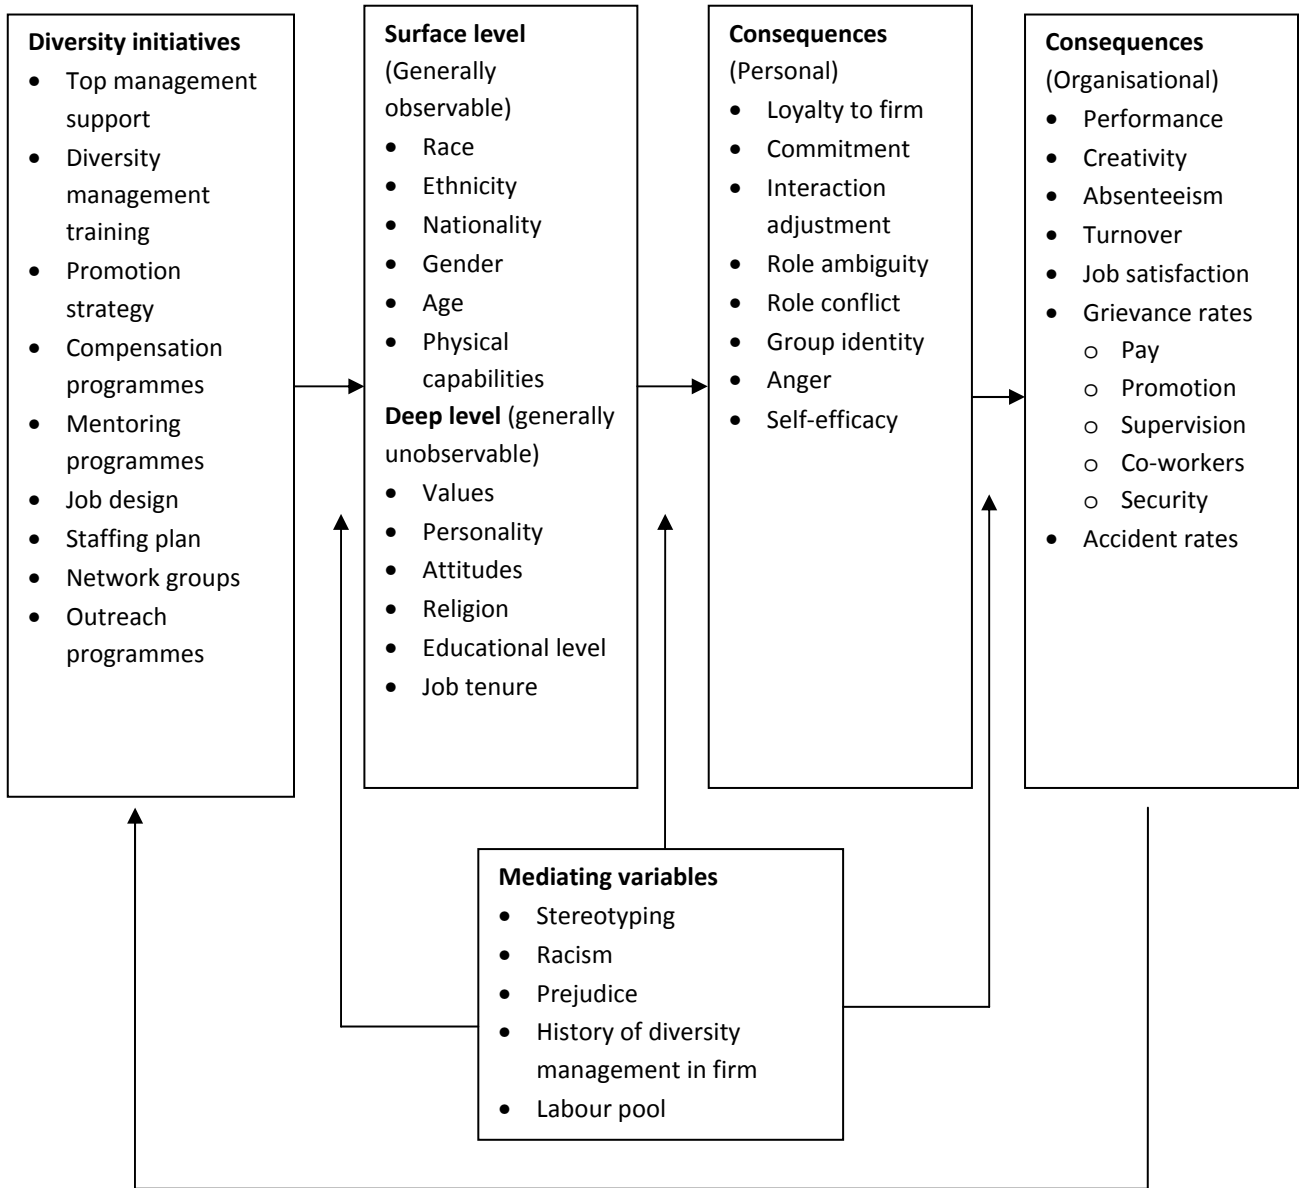 Diversity initiatives
• Top management
support
• Diversity
management
training
• Promotion
strategy
• Compensation
programmes
• Mentoring
programmes
• Job design
• Staffing plan
• Network groups
• Outreach
programmes
Surface level
(Generally
observable)
• Race
• Ethnicity
• Nationality
• Gender
• Age
• Physical
capabilities
Deep level (generally
unobservable)
• Values
• Personality
• Attitudes
• Religion
• Educational level
• Job tenure
Consequences
(Personal)
• Loyalty to firm
• Commitment
• Interaction
adjustment
• Role ambiguity
• Role conflict
• Group identity
• Anger
• Self-efficacy
Consequences
(Organisational)
• Performance
• Creativity
• Absenteeism
• Turnover
• Job satisfaction
• Grievance rates
o Pay
o Promotion
o Supervision
o Co-workers
o Security
• Accident rates
Mediating variables
• Stereotyping
• Racism
• Prejudice
• History of diversity
management in firm
• Labour pool